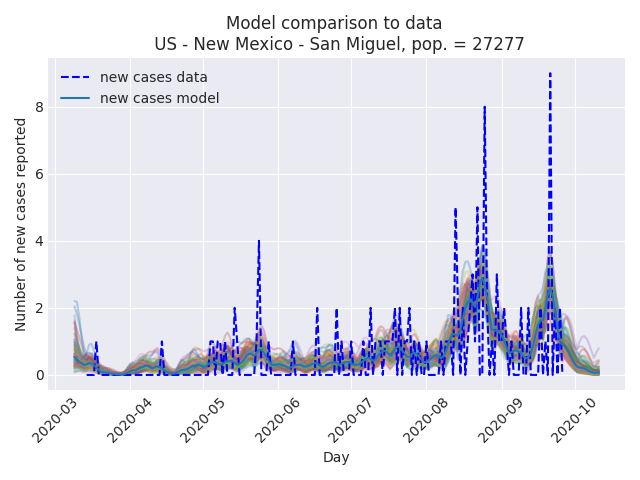 Model comparison to data
US - New Mexico - San Miguel, pop. = 27277
new cases data
new cases model
Number of new cases reported
8
6
4
2
0
2020-03
2020-04
2020-05
2020-06
2020-07
2020-08
2020-09
2020-10
Day